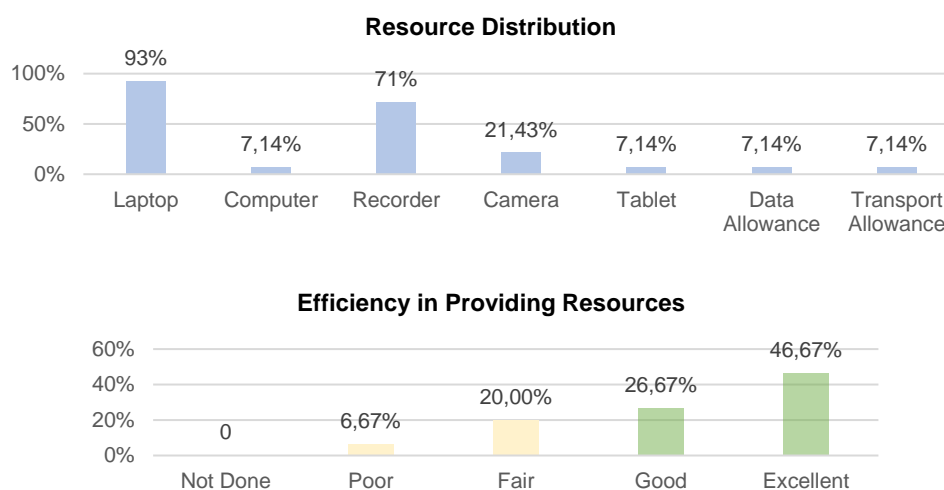 Resource Distribution
93%
100%
71%
50%
21,43%
7,14%
7,14%
7,14%
7,14%
0%
Laptop
Computer
Recorder
Camera
Tablet
Data
Allowance
Transport
Allowance
Efficiency in Providing Resources
60%
46,67%
40%
26,67%
20,00%
20%
6,67%
0
0%
Not Done
Poor
Fair
Good
Excellent